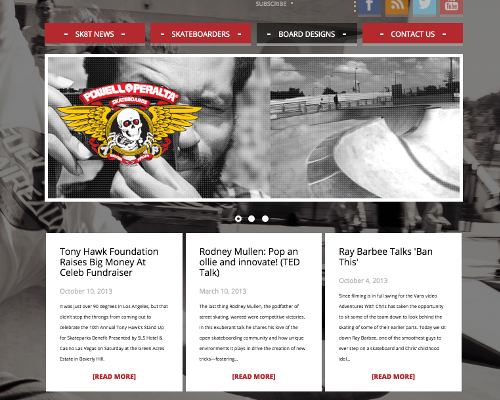 SUBSCRIBE
SK8T NEWS
SKATEBOARDERS
BOARD DESIGNS
CONTACT US
POWELL PERALTA
SKATEBOARDS
Tony Hawk Foundation
Raises Big Money At
Celeb Fundraiser
October 10, 2013
It was just over 90 degrees in Los Angeles, but that
didn't stop the throngs from coming out to
celebrate the 10th Annual Tony Hawk's Stand Up
for Skateparks Benefit Presented by SLS Hotel &
Casino Las Vegas on Saturday at the Green Acres
Estate in Beverly Hill.
[READ MORE]
Rodney Mullen: Pop an
ollie and innovate! (TED
Talk)
March 10, 2013
The last thing Rodney Mullen, the godfather of
street skating, wanted were competitive victories.
In this exuberant talk he shares his love of the
open skateboarding community and how unique
environments it plays in drive the creation of new
tricks—fostering...
[READ MORE]
Ray Barbee Talks 'Ban
This'
October 4, 2013
Since filming is in full swing for the Vans video
Adventures With Chris has taken the opportunity
to sit some of the team down to look behind the
skating of some of their earlier parts. Today we sit
down Ray Barbee, one of the smoothest guys to
ever step on a skateboard and Chris' childhood
idol...
[READ MORE]